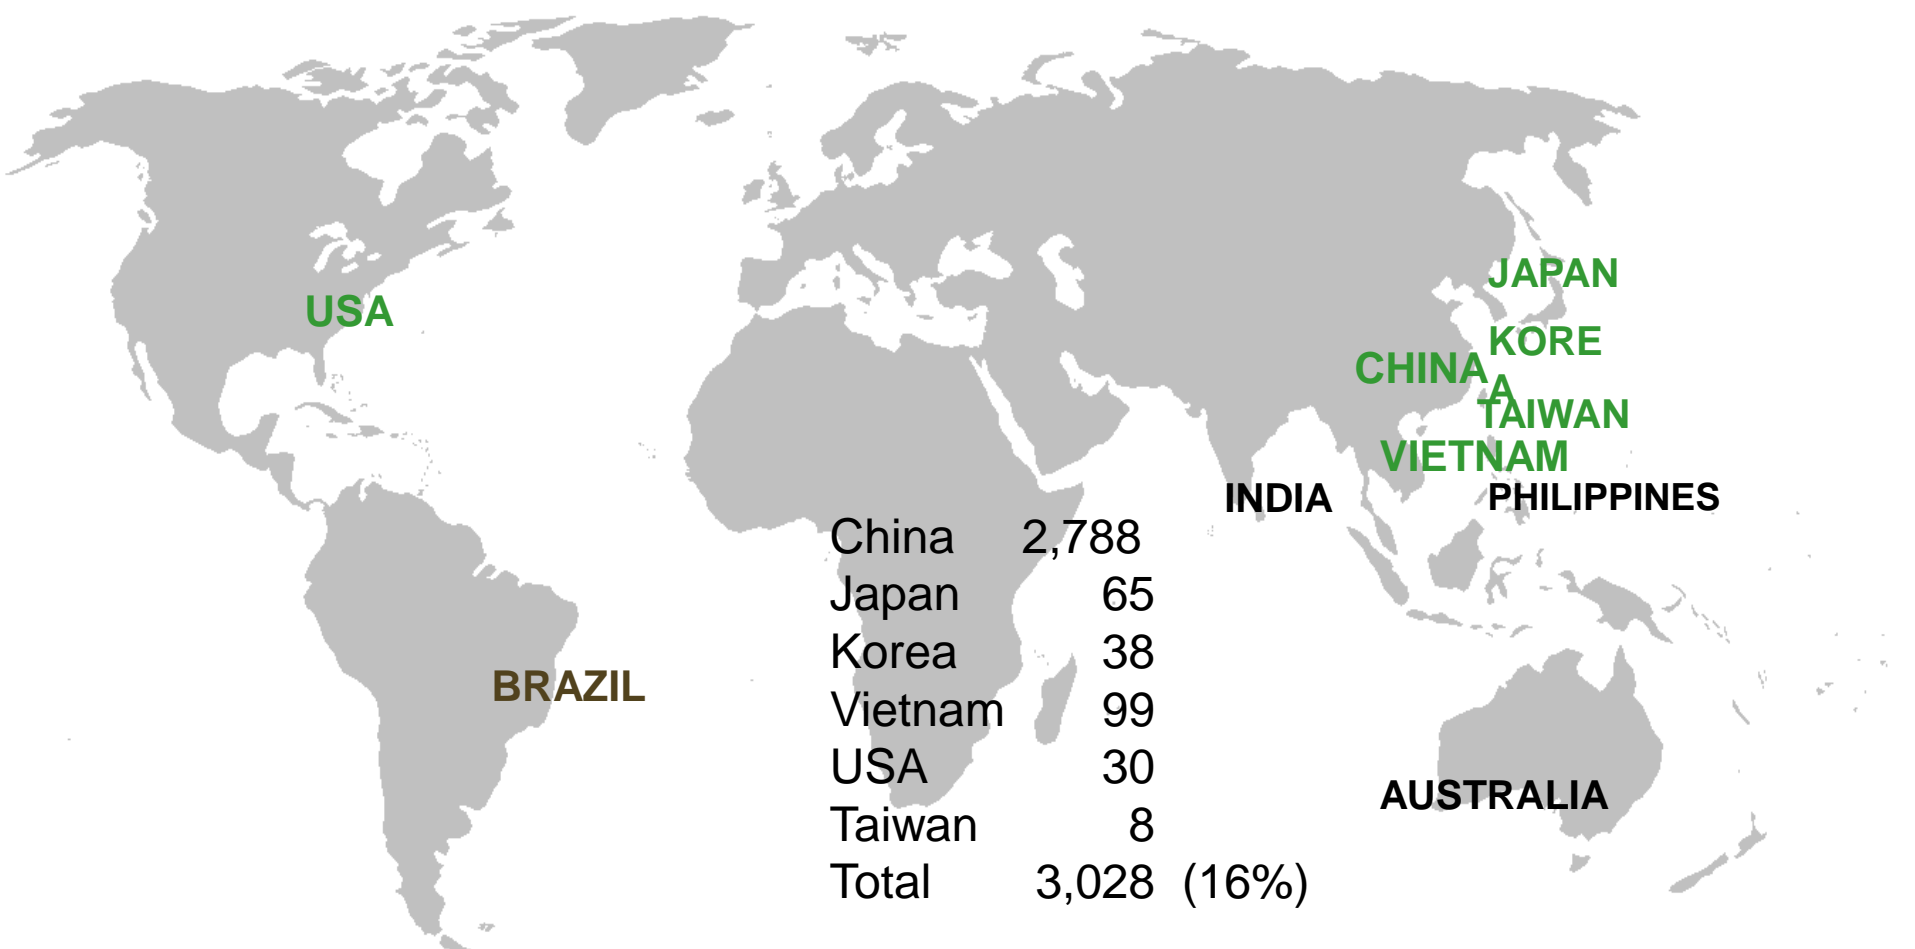 JAPAN
USA
KORE
A
CHINA
TAIWAN
VIETNAM
INDIA
PHILIPPINES
China 2,788
Japan 65
Korea 38
Vietnam 99
USA 30
Taiwan 8
Total 3,028 (16%)
BRAZIL
AUSTRALIA